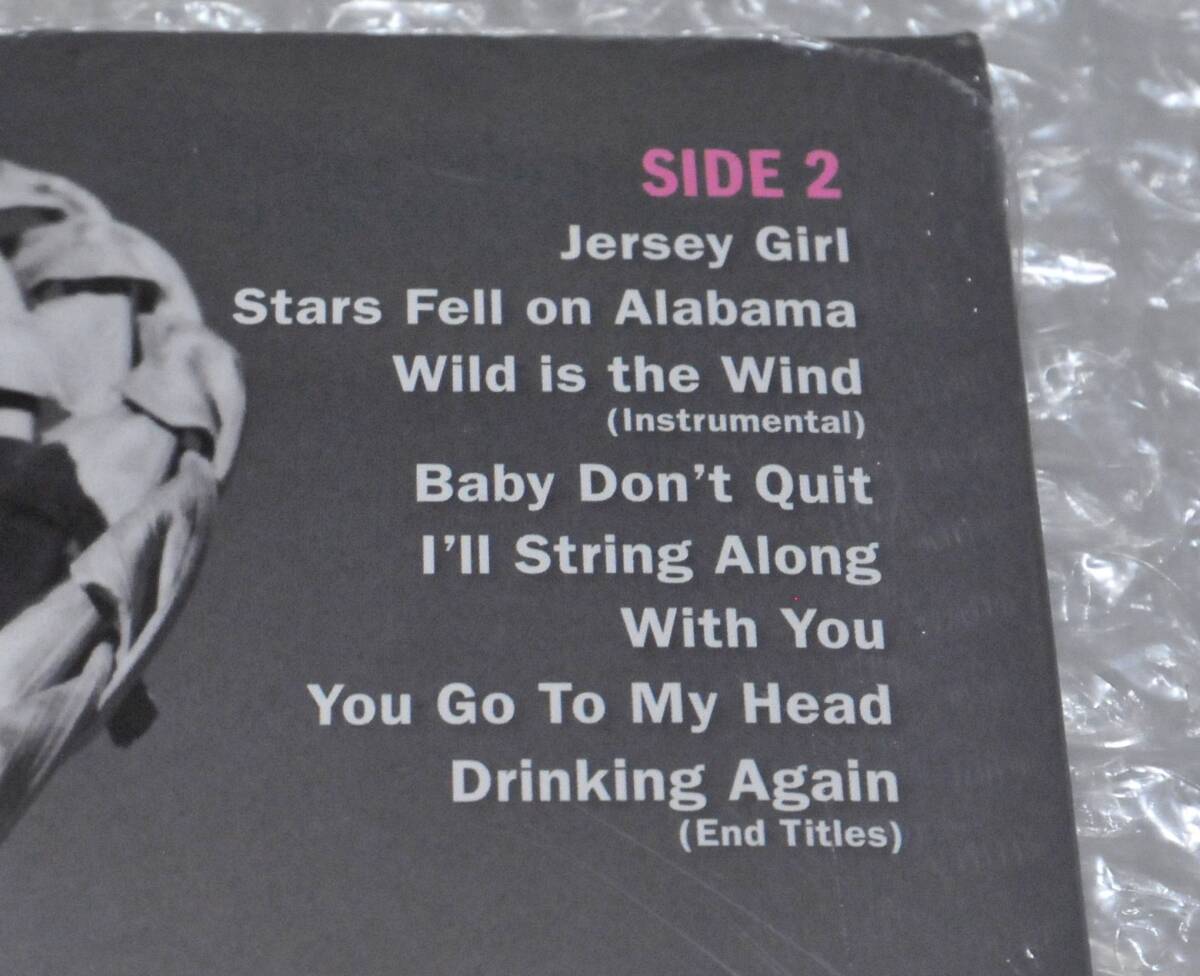 SIDE 2
Jersey Girl
Stars Fell on Alabama
Wild is the Wind
(Instrumental)
Baby Don't Quit
I'll String Along
With You
You Go To My Head
Drinking Again
(End Titles)